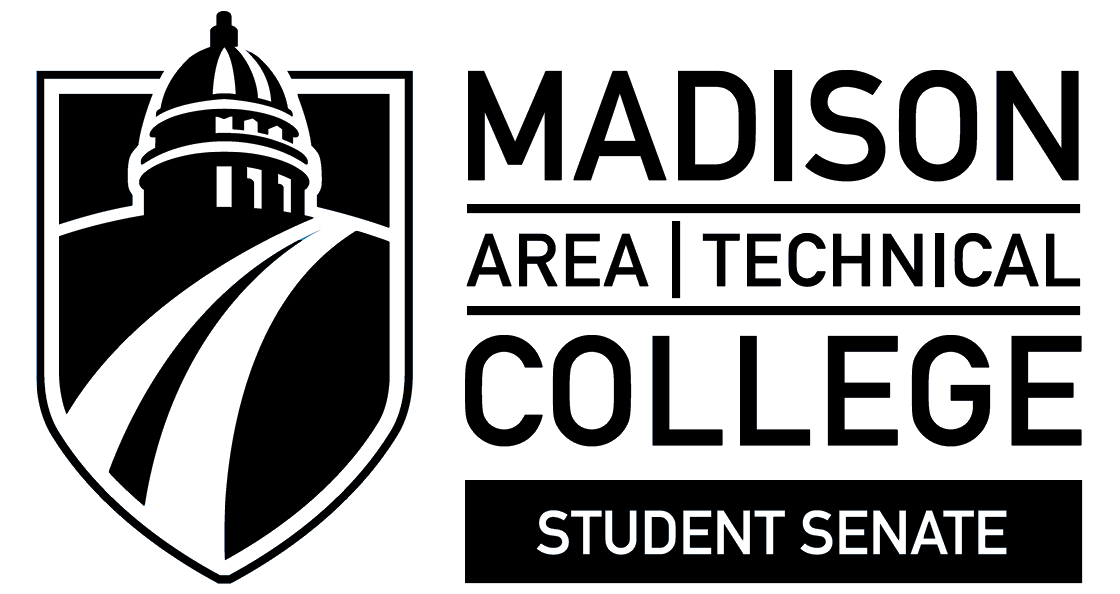 MADISON
AREA | TECHNICAL
COLLEGE
STUDENT SENATE